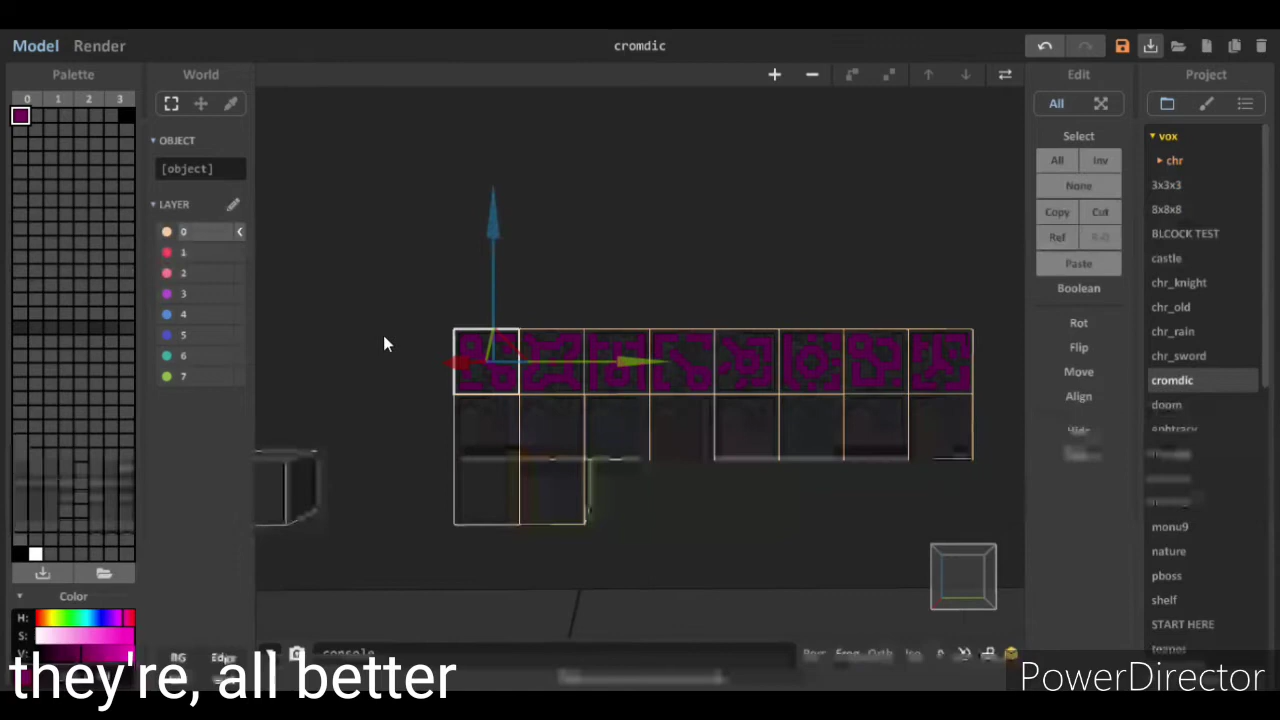 Model Render
cromdic
Palette
World
Edit
Project
0 1 2 3
All
OBJECT
[object]
LAYER
0
1
2
3
4
5
6
7
Select
All Inv
None
Copy Cut
Ref
Paste
Boolean
Rot
Flip
Move
Align
vox
chr
3x3x3
8x8x8
BLCOCK TEST
castle
chr_knight
chr_old
chr_rain
chr_sword
cromdic
doom
monu9
nature
pboss
shelf
START HERE
Color
H:
S:
they're, all better
PowerDirector